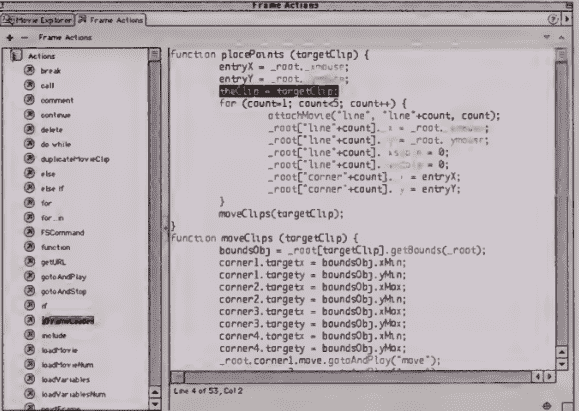 Frame Actions
Movie Explorer Frame Actions
+ - Frame Actions
Actions
break
call
comment
continue
delete
do while
duplicateMovieClip
else
else if
for
for..in
FSCommand
function
getURL
gotoAndPlay
gotoAndStop
if
ifFrameLoaded
include
loadMovie
loadMovieNum
loadVariables
loadVariablesNum
nextFrame
function placePoints (targetClip) {
entryX = _root.
entryY = _root.
theClip = targetClip;
for (count=1; count<5; count++) {
attachMovie("line", "line"+count, count);
_root["line"+count]. = _root.
_root["line"+count]. = _root. ymouse;
_root["line"+count]. = 0;
_root["line"+count]. = 0;
_root["corner"+count]. = entryX;
_root["corner"+count]. = entryY;
}
moveClips(targetClip);
}
function moveClips (targetClip) {
boundsObj = _root[targetClip].getBounds(_root);
corner1.targetx = boundsObj.xMin;
corner1.targety = boundsObj.yMin;
corner2.targetx = boundsObj.xMax;
corner2.targety = boundsObj.yMin;
corner3.targetx = boundsObj.xMax;
corner3.targety = boundsObj.yMax;
corner4.targetx = boundsObj.xMin;
corner4.targety = boundsObj.yMax;
_root.corner1.move.gotoAndPlay("move");
Line 4 of 53, Col 2